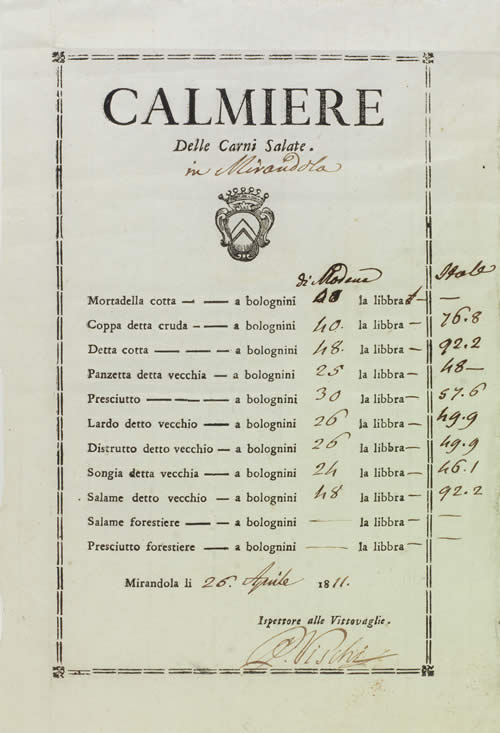 CALMIERE
Delle Carni Salate.
in Mirandola
di Modena Itale
Mortadella cotta — — a bolognini la libbra — —
Coppa detta cruda — — a bolognini 40. la libbra — 76.8
Detta cotta — — — a bolognini 48. la libbra — 92.2
Panzetta detta vecchia — a bolognini 25 la libbra — 48—
Presciutto — — — a bolognini 30 la libbra — 57.6
Lardo detto vecchio — a bolognini 26 la libbra — 49.9
Distrutto detto vecchio — a bolognini 26 la libbra — 49.9
Songia detta vecchia — a bolognini 24 la libbra — 46.1
Salame detto vecchio — a bolognini 48 la libbra — 92.2
Salame forestiere — — a bolognini — la libbra — —
Presciutto forestiere — a bolognini — la libbra — —
Mirandola li 26. Aprile 1811.
Ispettore alle Vittovaglie.
Vischi